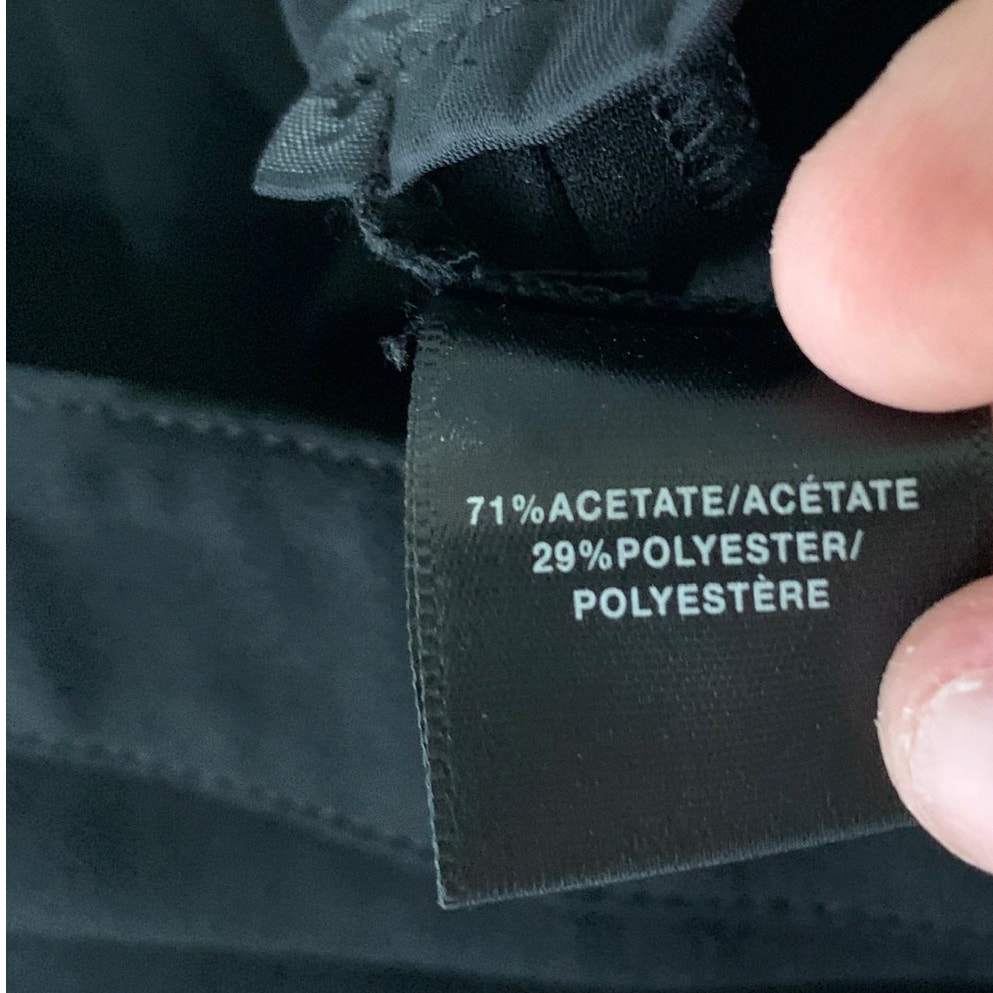 71%ACETATE/ACÉTATE
29%POLYESTER/
POLYESTÈRE